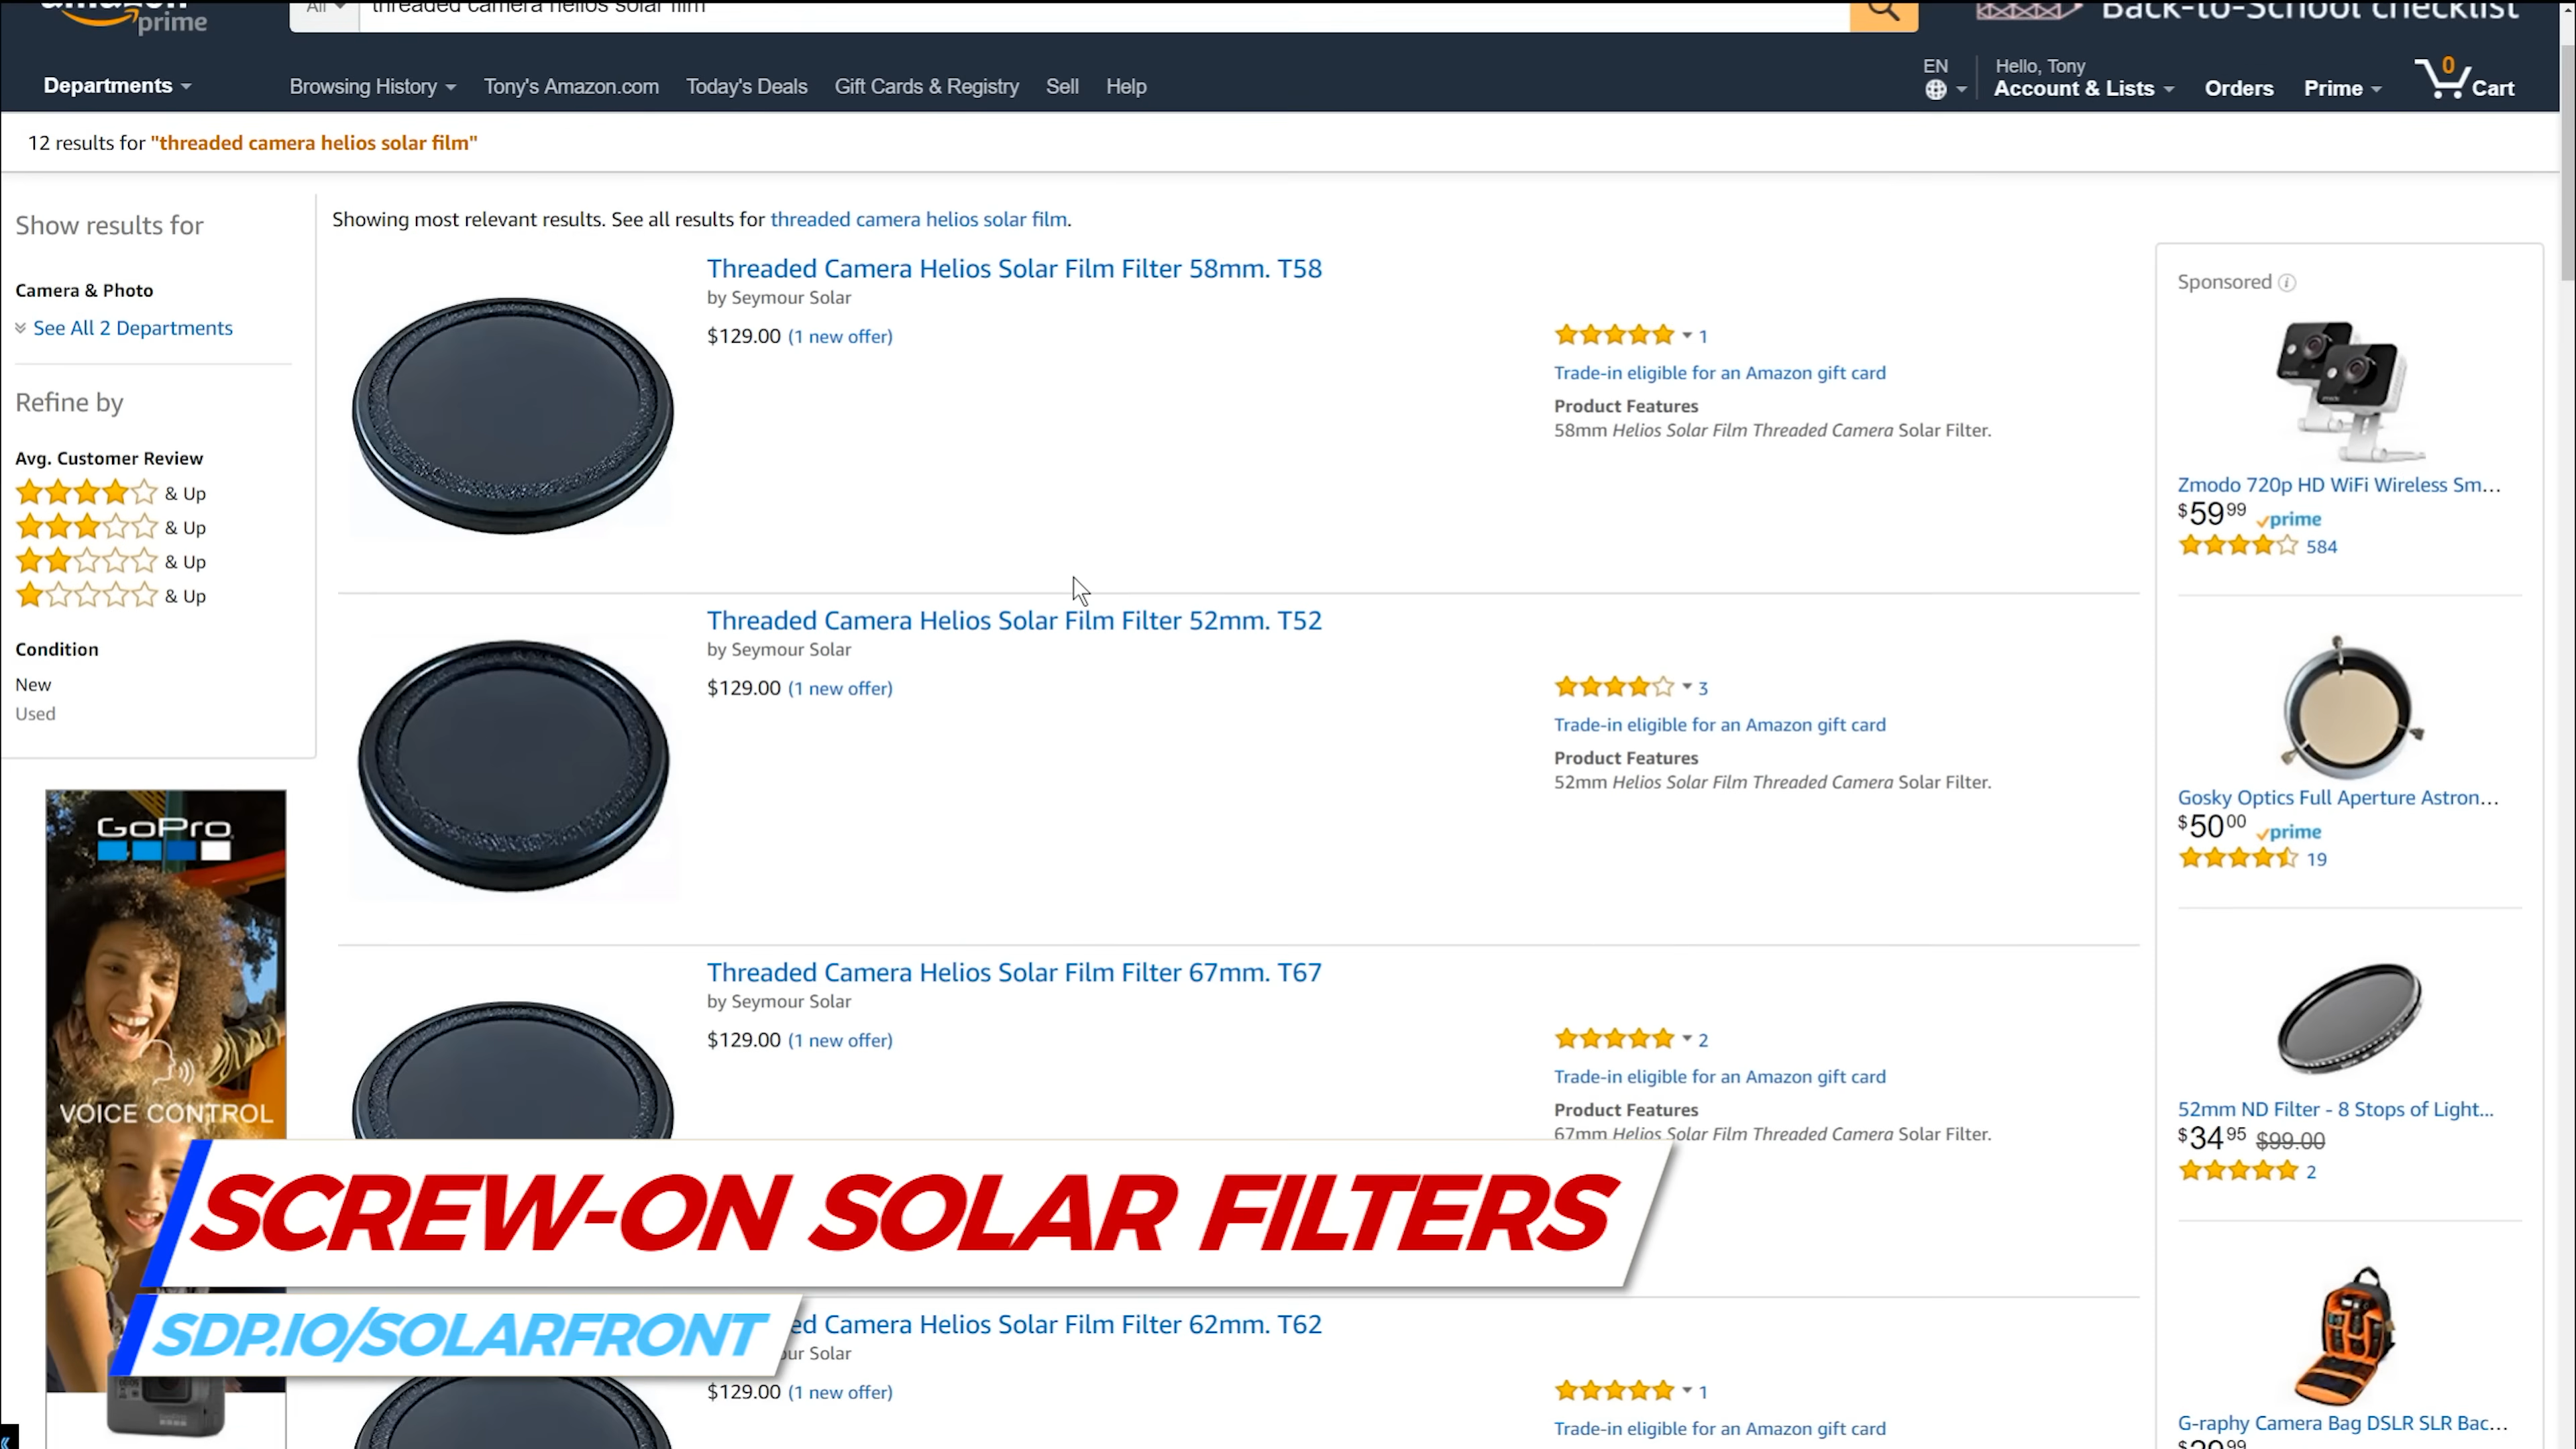 amazon
prime
All
threaded camera helios solar film
Back-to-School checklist
Departments
Browsing History
Tony's Amazon.com
Today's Deals
Gift Cards & Registry
Sell
Help
EN
Hello, Tony
Account & Lists
Orders
Prime
0
Cart
12 results for "threaded camera helios solar film"
Show results for
Camera & Photo
See All 2 Departments
Refine by
Avg. Customer Review
& Up
& Up
& Up
& Up
Condition
New
Used
GoPro
VOICE CONTROL
Showing most relevant results. See all results for threaded camera helios solar film.
Threaded Camera Helios Solar Film Filter 58mm. T58
by Seymour Solar
$129.00 (1 new offer)
1
Trade-in eligible for an Amazon gift card
Product Features
58mm Helios Solar Film Threaded Camera Solar Filter.
Threaded Camera Helios Solar Film Filter 52mm. T52
by Seymour Solar
$129.00 (1 new offer)
3
Trade-in eligible for an Amazon gift card
Product Features
52mm Helios Solar Film Threaded Camera Solar Filter.
Threaded Camera Helios Solar Film Filter 67mm. T67
by Seymour Solar
$129.00 (1 new offer)
2
Trade-in eligible for an Amazon gift card
Product Features
67mm Helios Solar Film Threaded Camera Solar Filter.
SCREW-ON SOLAR FILTERS
SDP.IO/SOLARFRONT
ed Camera Helios Solar Film Filter 62mm. T62
our Solar
$129.00 (1 new offer)
1
Trade-in eligible for an Amazon gift card
Sponsored
Zmodo 720p HD WiFi Wireless Sm...
$59 99 prime
584
Gosky Optics Full Aperture Astron...
$50 00 prime
19
52mm ND Filter - 8 Stops of Light...
$34 95 $99.00
2
G-raphy Camera Bag DSLR SLR Bac...